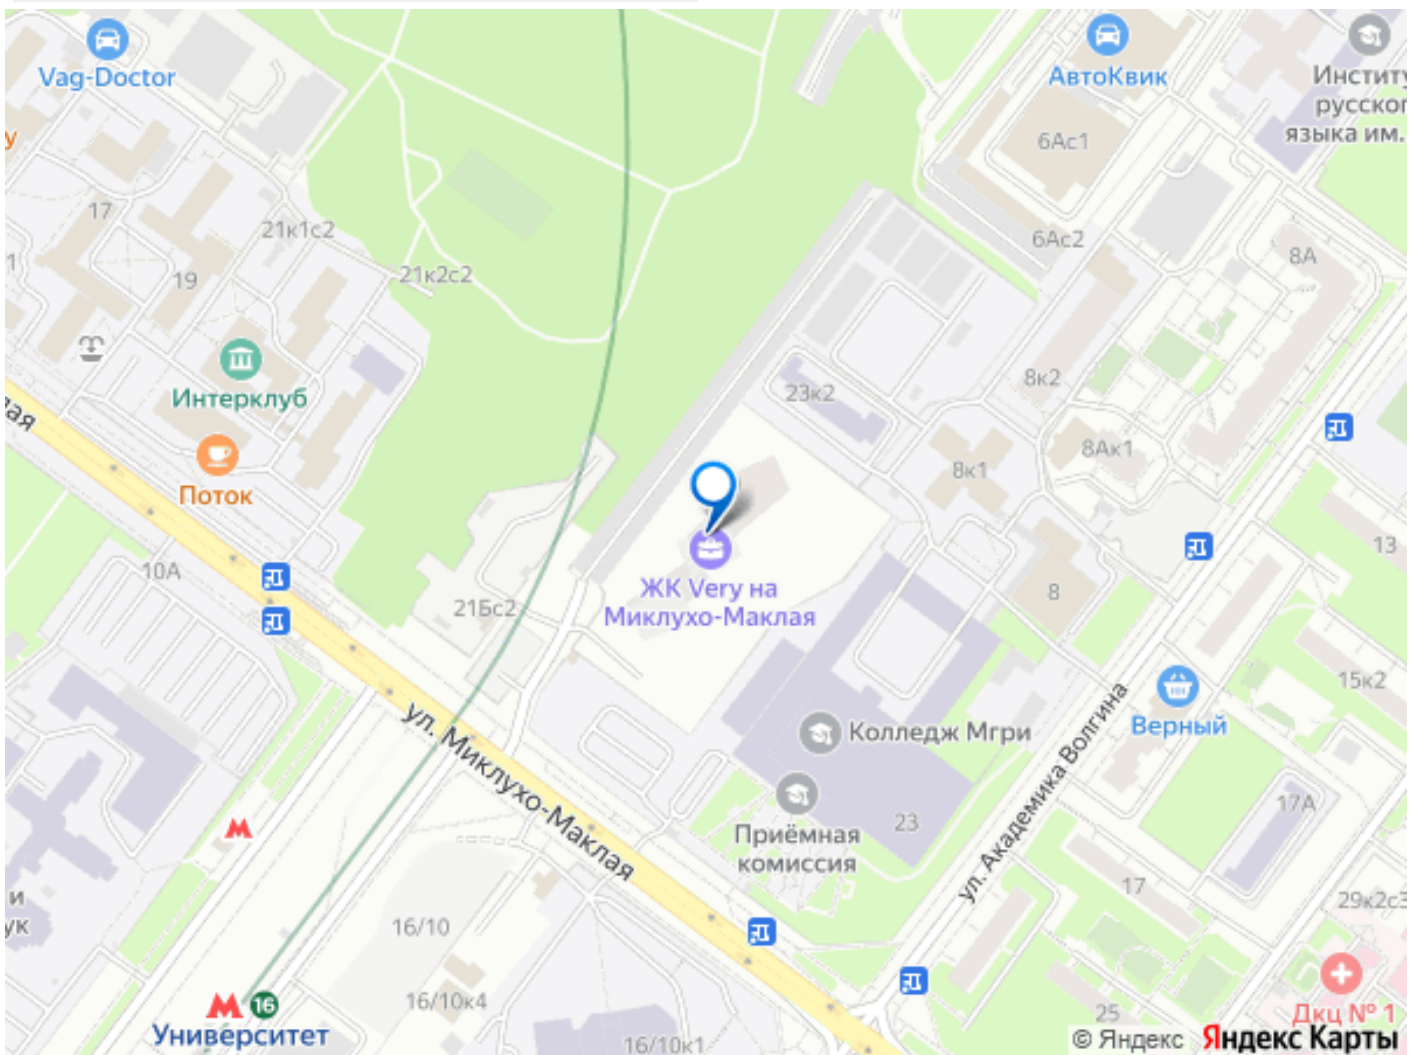 Vag-Doctor
АвтоКвик
Институ
русског
языка им.
6Ас1
у
17
21к1с2
6Ас2
8А
1
19
21к2с2
Интерклуб
23к2
8к2
вая
8Ак1
8к1
Поток
10А
21Бс2
ЖК Very на
Миклухо-Маклая
8
13
15к2
Верный
ул. Миклухо-Маклая
Колледж Мгри
ул. Академика Волгина
17А
Приёмная
комиссия
23
и
ук
17
29к2с3
16/10
16
Университет
16/10к4
16/10к1
25
Дкц № 1
© Яндекс Яндекс Карты